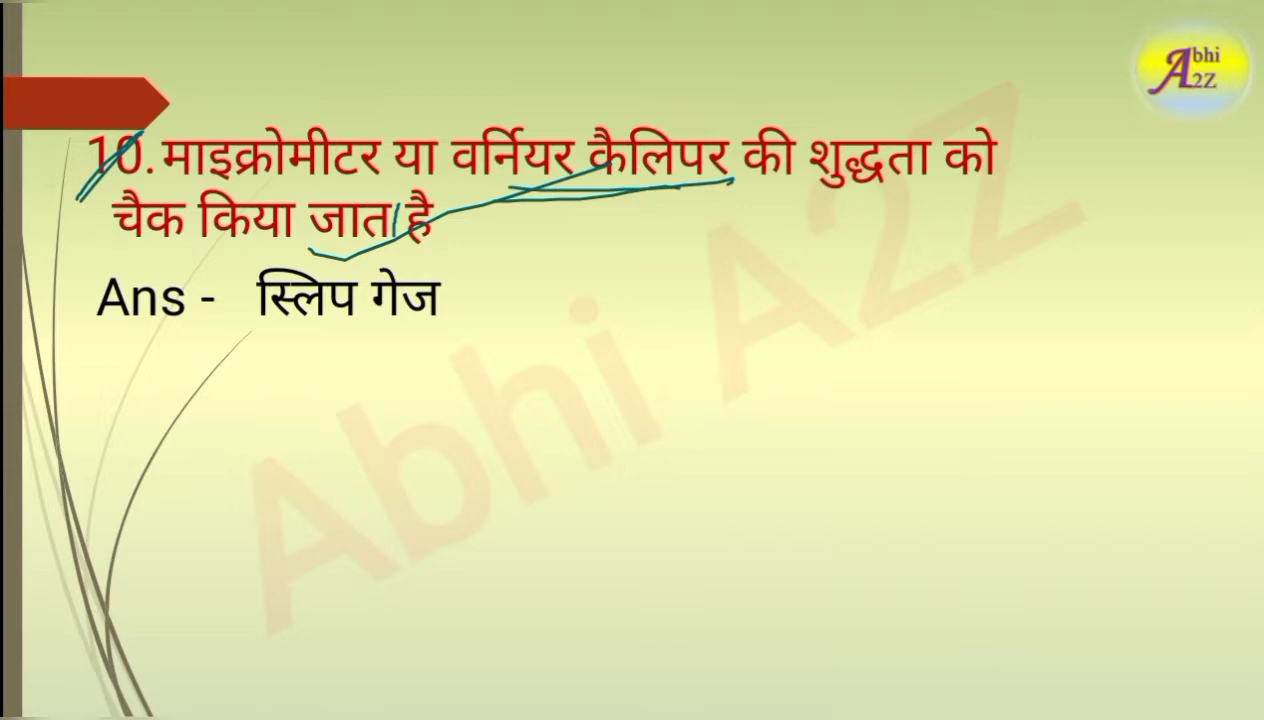 Abhi
A2Z
10. माइक्रोमीटर या वर्नियर कैलिपर की शुद्धता को
चैक किया जाता है
Ans - स्लिप गेज
Abhi A2Z